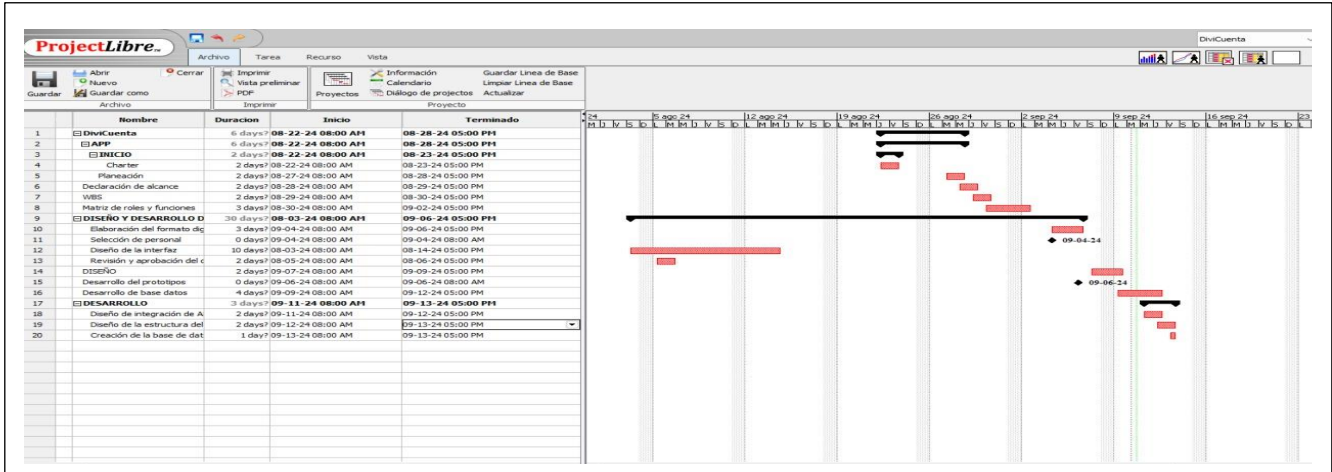 DiviCuenta
ProjectLibre™
Archivo Tarea Recurso Vista
Guardar Abrir Nuevo Guardar como Cerrar
Archivo
Imprimir Vista preliminar PDF
Imprimir
Proyectos Información Calendario Diálogo de projectos Guardar Linea de Base Limpiar Linea de Base Actualizar
Proyecto
Nombre Duracion Inicio Terminado
24 5 ago 24 12 ago 24 19 ago 24 26 ago 24 2 sep 24 9 sep 24 16 sep 24 23
M J V S D L M M J V S D L M M J V S D L M M J V S D L M M J V S D L M M J V S D L M M J V S D L M M J V S D L
1 DiviCuenta 6 days? 08-22-24 08:00 AM 08-28-24 05:00 PM
2 APP 6 days? 08-22-24 08:00 AM 08-28-24 05:00 PM
3 INICIO 2 days? 08-22-24 08:00 AM 08-23-24 05:00 PM
4 Charter 2 days? 08-22-24 08:00 AM 08-23-24 05:00 PM
5 Planeación 2 days? 08-27-24 08:00 AM 08-28-24 05:00 PM
6 Declaración de alcance 2 days? 08-28-24 08:00 AM 08-29-24 05:00 PM
7 WBS 2 days? 08-29-24 08:00 AM 08-30-24 05:00 PM
8 Matriz de roles y funciones 3 days? 08-30-24 08:00 AM 09-02-24 05:00 PM
9 DISEÑO Y DESARROLLO D 30 days? 08-03-24 08:00 AM 09-06-24 05:00 PM
10 Elaboración del formato dig 3 days? 09-04-24 08:00 AM 09-06-24 05:00 PM
11 Selección de personal 0 days? 09-04-24 08:00 AM 09-04-24 08:00 AM 09-04-24
12 Diseño de la interfaz 10 days? 08-03-24 08:00 AM 08-14-24 05:00 PM
13 Revisión y aprobación del c 2 days? 08-05-24 08:00 AM 08-06-24 05:00 PM
14 DISEÑO 2 days? 09-07-24 08:00 AM 09-09-24 05:00 PM
15 Desarrollo del prototipos 0 days? 09-06-24 08:00 AM 09-06-24 08:00 AM 09-06-24
16 Desarrollo de base datos 4 days? 09-09-24 08:00 AM 09-12-24 05:00 PM
17 DESARROLLO 3 days? 09-11-24 08:00 AM 09-13-24 05:00 PM
18 Diseño de integración de A 2 days? 09-11-24 08:00 AM 09-12-24 05:00 PM
19 Diseño de la estructura del 2 days? 09-12-24 08:00 AM 09-13-24 05:00 PM
20 Creación de la base de dat 1 day? 09-13-24 08:00 AM 09-13-24 05:00 PM